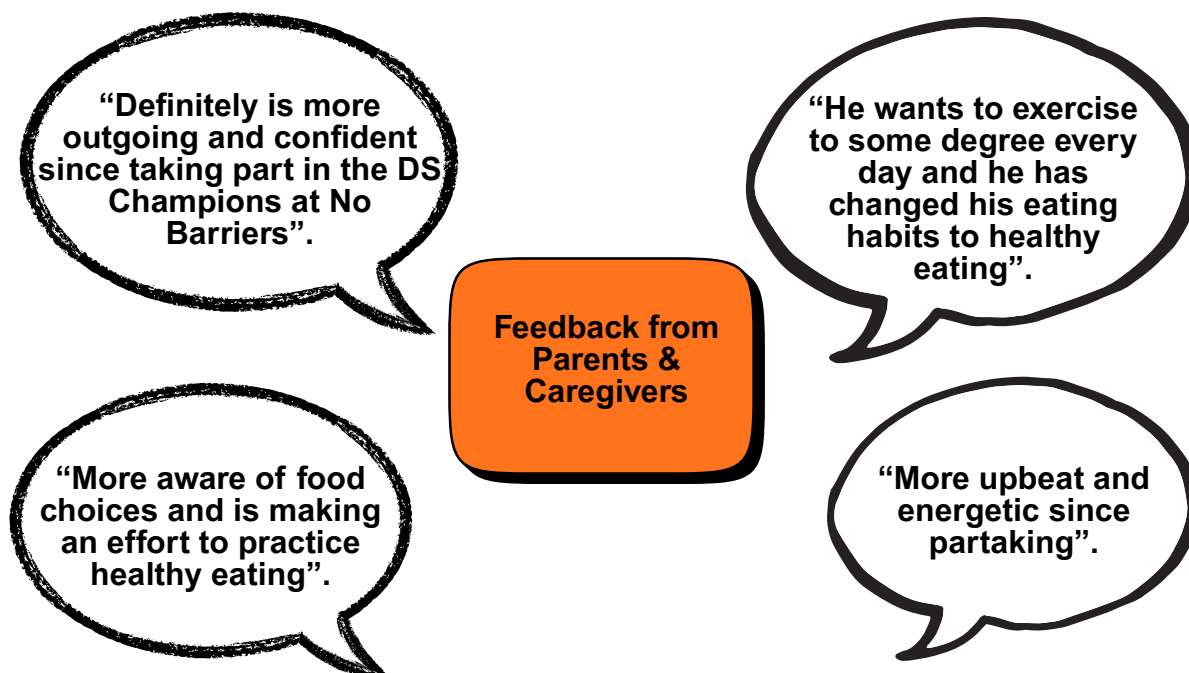 “Definitely is more
outgoing and confident
since taking part in the DS
Champions at No
Barriers”.
“He wants to exercise
to some degree every
day and he has
changed his eating
habits to healthy
eating”.
Feedback from
Parents &
Caregivers
“More aware of food
choices and is making
an effort to practice
healthy eating”.
“More upbeat and
energetic since
partaking”.